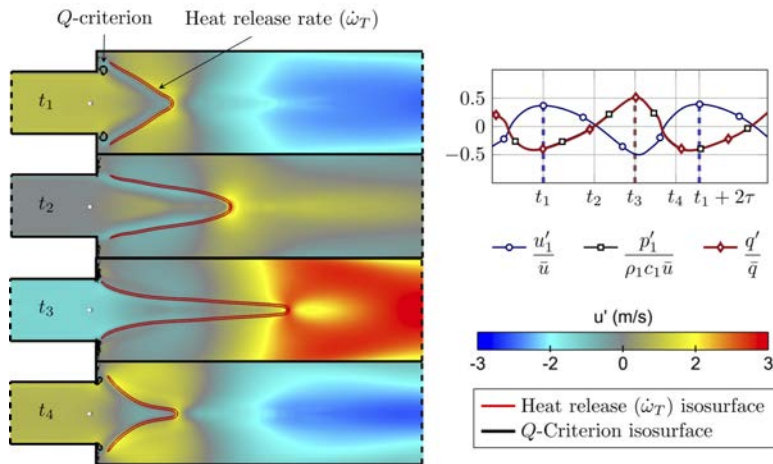 Q-criterion
Heat release rate (ω̇_T)
t₁
t₂
t₃
t₄
0.5
0
−0.5
t₁ t₂ t₃ t₄ t₁ + 2τ
u′₁/ū p′₁/ρ₁c₁ū q′/q̄
u' (m/s)
-3 -2 0 2 3
Heat release (ω̇_T) isosurface
Q-Criterion isosurface